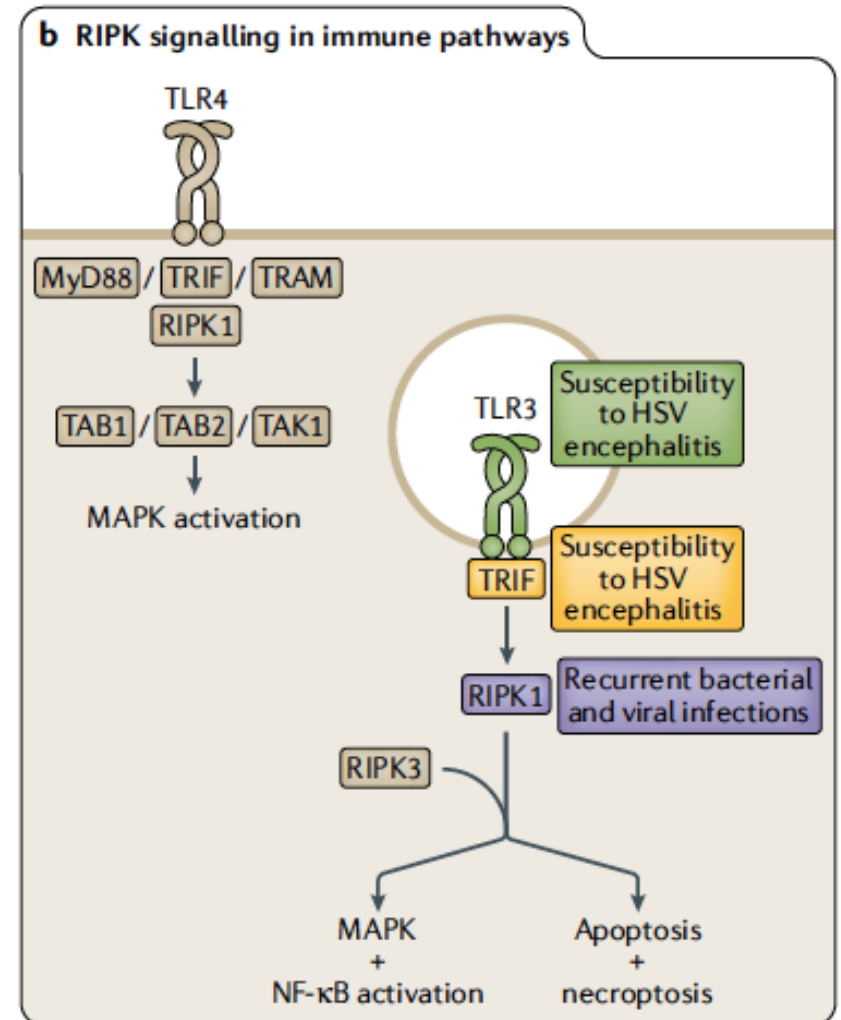 b RIPK signalling in immune pathways
TLR4
MyD88 / TRIF / TRAM
RIPK1
TAB1 / TAB2 / TAK1
MAPK activation
TLR3
Susceptibility
to HSV
encephalitis
TRIF
Susceptibility
to HSV
encephalitis
RIPK1
Recurrent bacterial
and viral infections
RIPK3
MAPK
+
NF-κB activation
Apoptosis
+
necroptosis